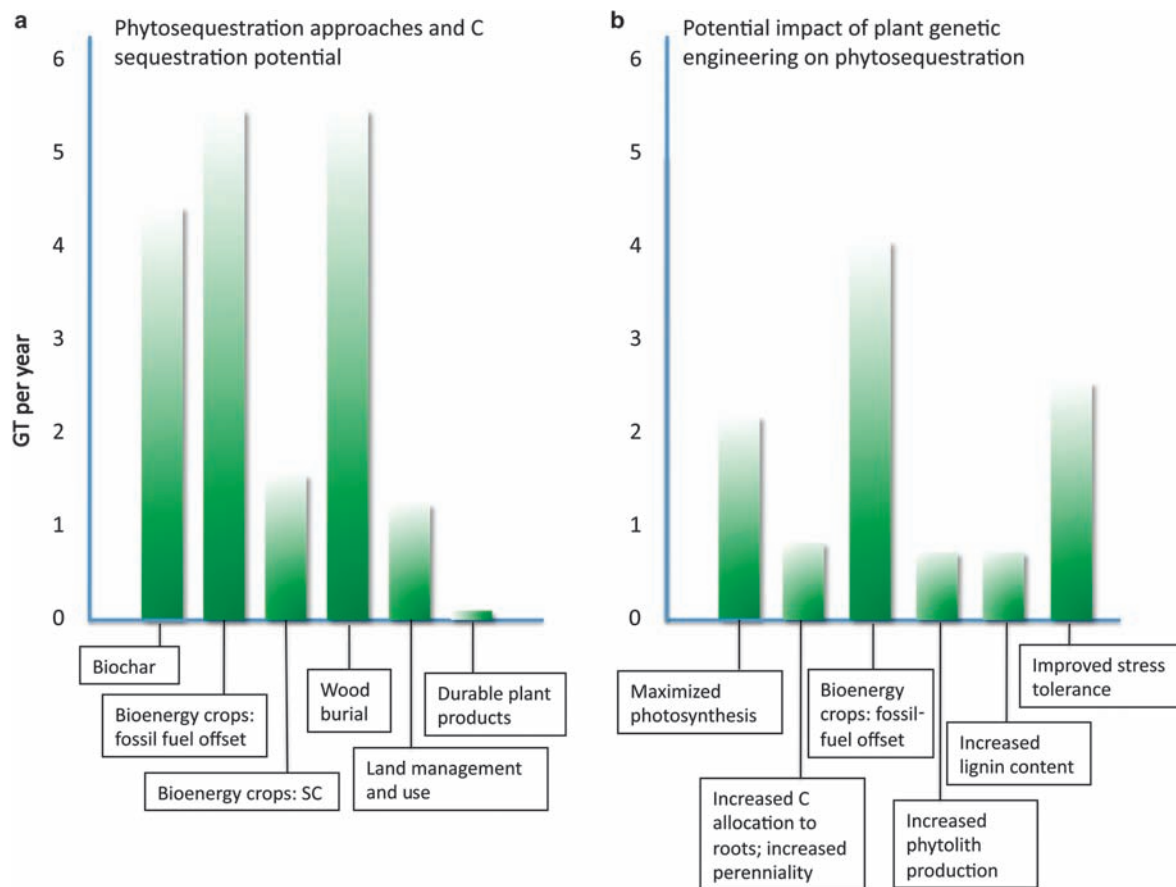 a
Phytosequestration approaches and C
sequestration potential
6
5
4
3
2
1
0
GT per year
Biochar
Bioenergy crops:
fossil fuel offset
Bioenergy crops: SC
Wood
burial
Land management
and use
Durable plant
products
b
Potential impact of plant genetic
engineering on phytosequestration
6
5
4
3
2
1
0
Maximized
photosynthesis
Increased C
allocation to
roots; increased
perenniality
Bioenergy
crops: fossil-
fuel offset
Increased
phytolith
production
Increased
lignin content
Improved stress
tolerance